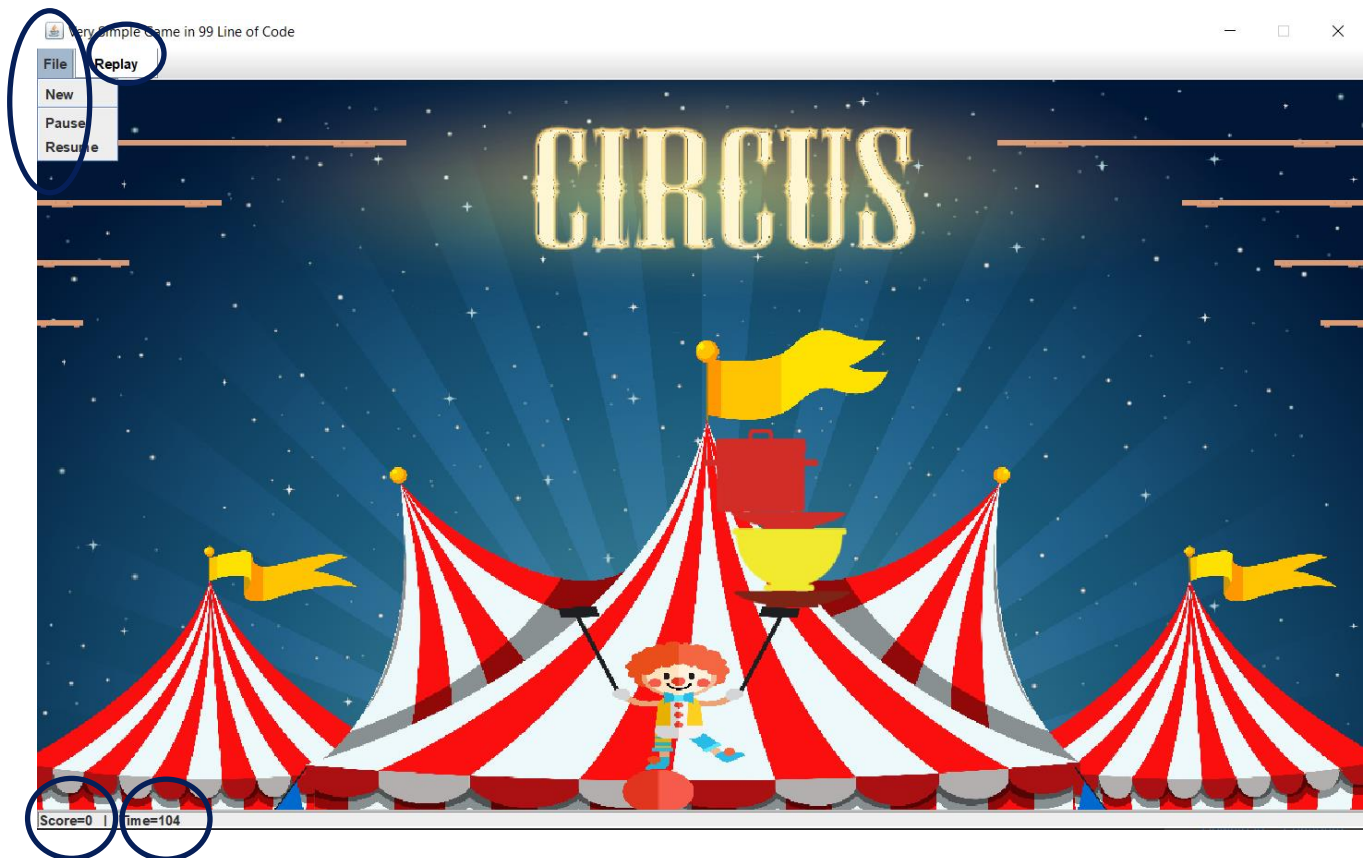 Very Simple Game in 99 Line of Code
File Replay
New
Pause
Resume
CIRCUS
Score=0 | Time=104